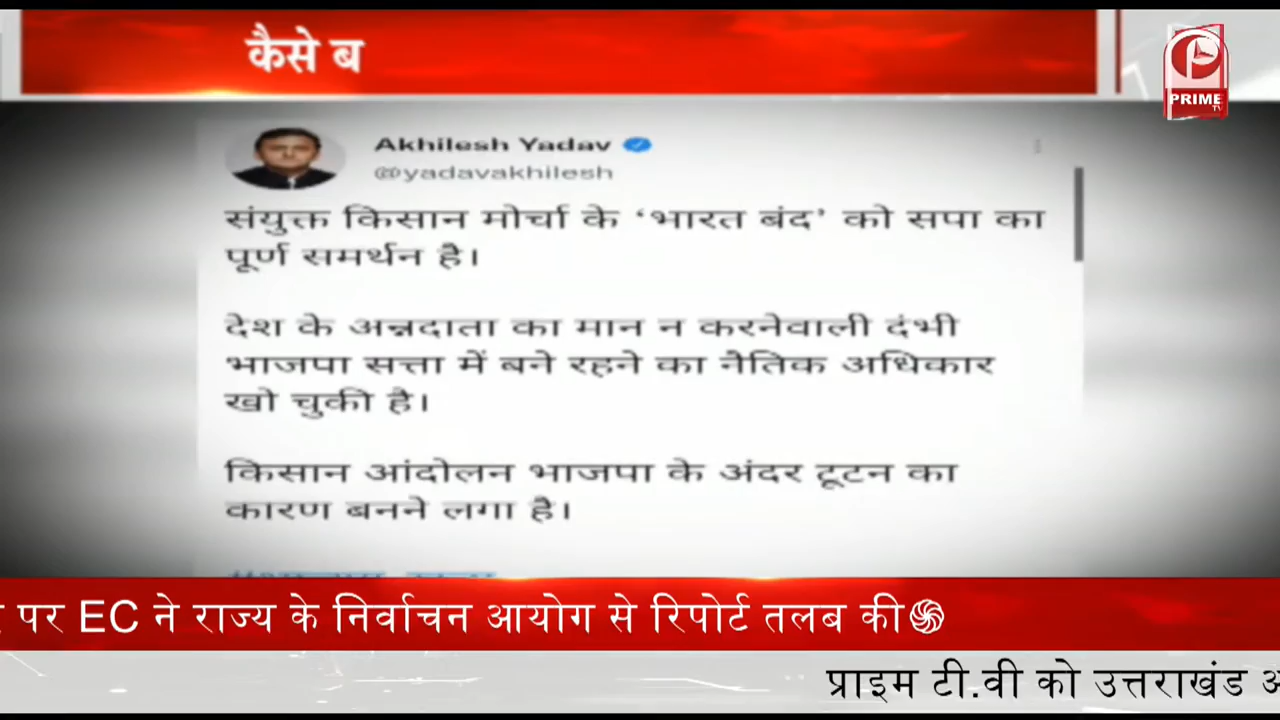 कैसे ब
PRIME
TV
Akhilesh Yadav
@yadavakhilesh
संयुक्त किसान मोर्चा के ‘भारत बंद’ को सपा का
पूर्ण समर्थन है।
देश के अन्नदाता का मान न करनेवाली दंभी
भाजपा सत्ता में बने रहने का नैतिक अधिकार
खो चुकी है।
किसान आंदोलन भाजपा के अंदर टूटन का
कारण बनने लगा है।
पर EC ने राज्य के निर्वाचन आयोग से रिपोर्ट तलब की
प्राइम टी.वी को उत्तराखंड